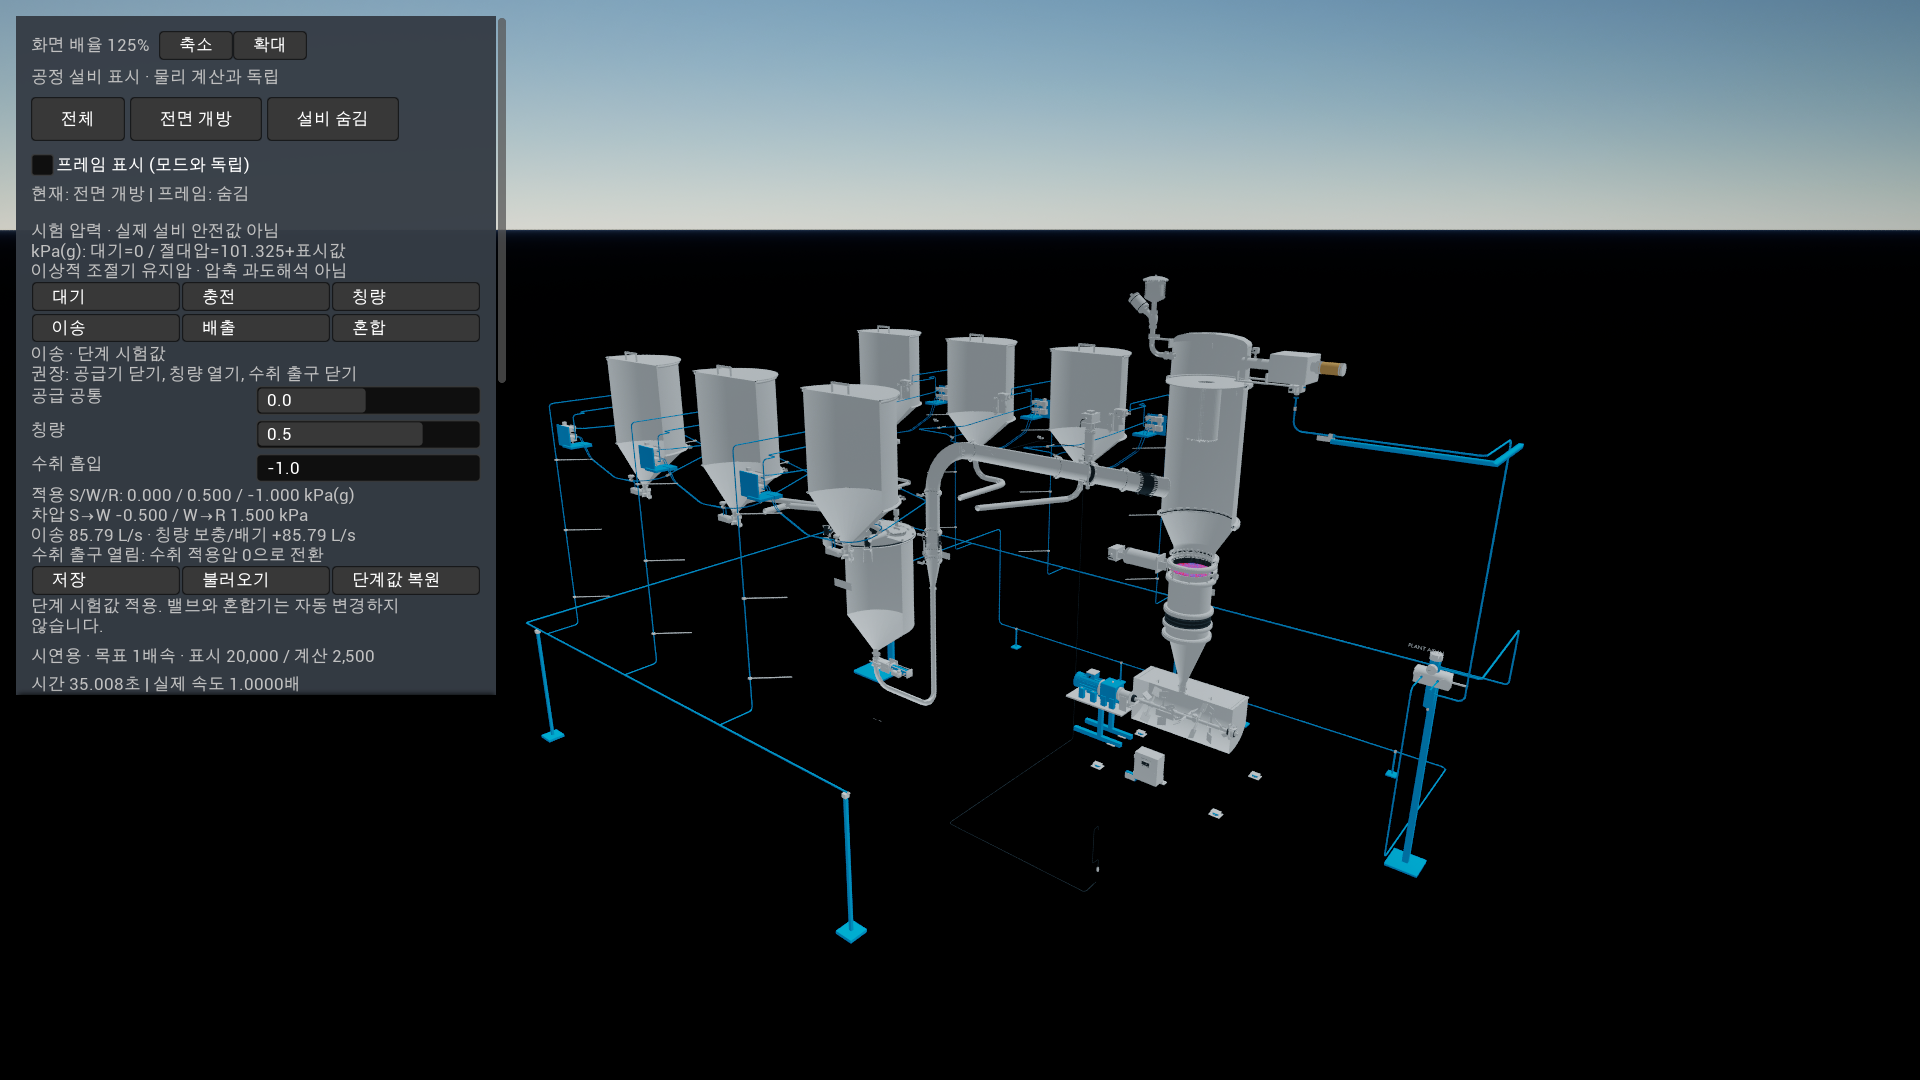 화면 배율 125% 축소 확대
공정 설비 표시 · 물리 계산과 독립
전체 전면 개방 설비 숨김
프레임 표시 (모드와 독립)
현재: 전면 개방 | 프레임: 숨김
시험 압력 · 실제 설비 안전값 아님
kPa(g): 대기=0 / 절대압=101.325+표시값
이상적 조절기 유지압 · 압축 과도해석 아님
대기 충전 칭량
이송 배출 혼합
이송 · 단계 시험값
권장: 공급기 닫기, 칭량 열기, 수취 출구 닫기
공급 공통 0.0
칭량 0.5
수취 흡입 -1.0
적용 S/W/R: 0.000 / 0.500 / -1.000 kPa(g)
차압 S→W -0.500 / W→R 1.500 kPa
이송 85.79 L/s · 칭량 보충/배기 +85.79 L/s
수취 출구 열림: 수취 적용압 0으로 전환
저장 불러오기 단계값 복원
단계 시험값 적용. 밸브와 혼합기는 자동 변경하지
않습니다.
시연용 · 목표 1배속 · 표시 20,000 / 계산 2,500
시간 35.008초 | 실제 속도 1.0000배
PLANT